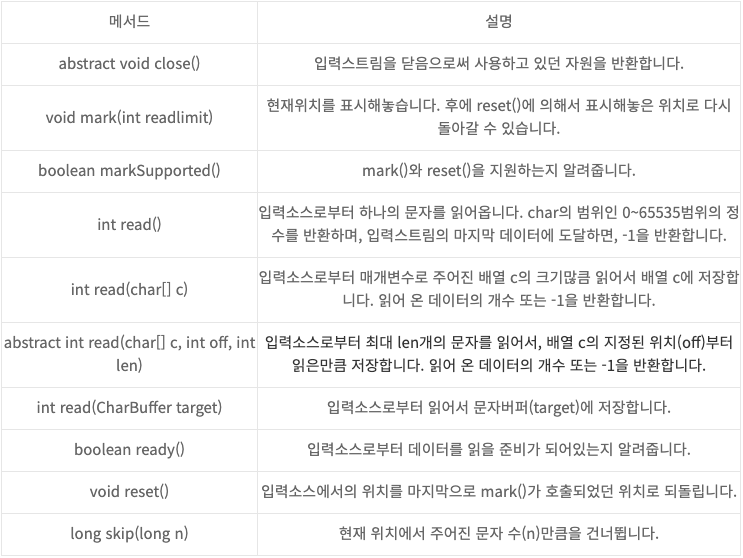 메서드
설명
abstract void close()
입력스트림을 닫음으로써 사용하고 있던 자원을 반환합니다.
void mark(int readlimit)
현재위치를 표시해놓습니다. 후에 reset()에 의해서 표시해놓은 위치로 다시
돌아갈 수 있습니다.
boolean markSupported()
mark()와 reset()을 지원하는지 알려줍니다.
int read()
입력소스로부터 하나의 문자를 읽어옵니다. char의 범위인 0~65535범위의 정
수를 반환하며, 입력스트림의 마지막 데이터에 도달하면, -1을 반환합니다.
int read(char[] c)
입력소스로부터 매개변수로 주어진 배열 c의 크기많큼 읽어서 배열 c에 저장합
니다. 읽어 온 데이터의 개수 또는 -1을 반환합니다.
abstract int read(char[] c, int off, int
len)
입력소스로부터 최대 len개의 문자를 읽어서, 배열 c의 지정된 위치(off)부터
읽은만큼 저장합니다. 읽어 온 데이터의 개수 또는 -1을 반환합니다.
int read(CharBuffer target)
입력소스로부터 읽어서 문자버퍼(target)에 저장합니다.
boolean ready()
입력소스로부터 데이터를 읽을 준비가 되어있는지 알려줍니다.
void reset()
입력소스에서의 위치를 마지막으로 mark()가 호출되었던 위치로 되돌립니다.
long skip(long n)
현재 위치에서 주어진 문자 수(n)만큼을 건너뜁니다.